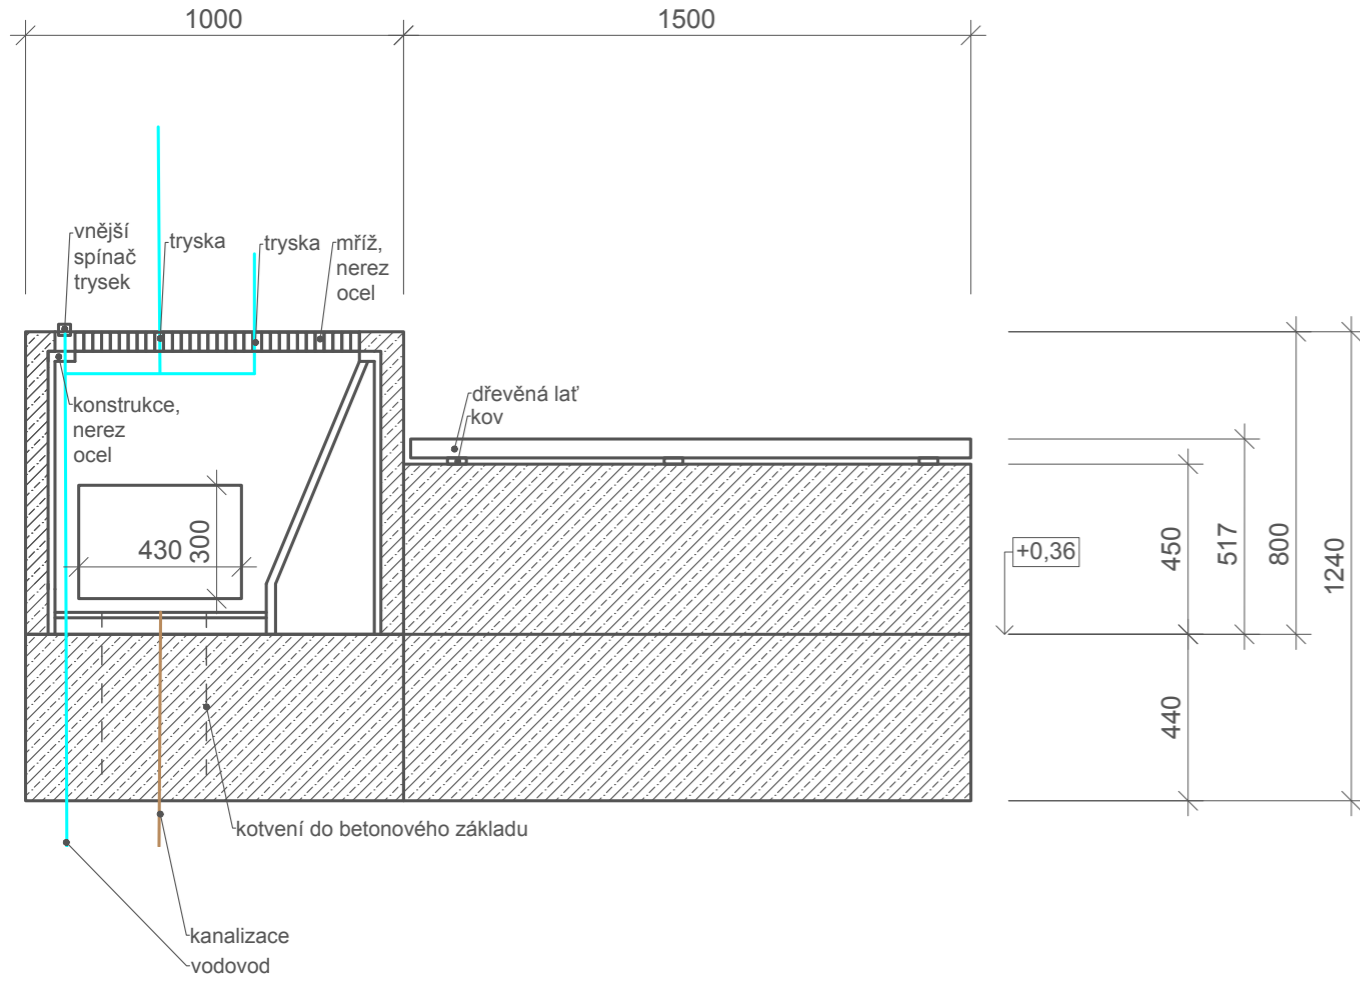 1000
1500
vnější
spínač
trysek
tryska
tryska
mříž,
nerez
ocel
konstrukce,
nerez
ocel
dřevěná lať
kov
430
300
+0,36
450
517
800
1240
440
kotvení do betonového základu
kanalizace
vodovod